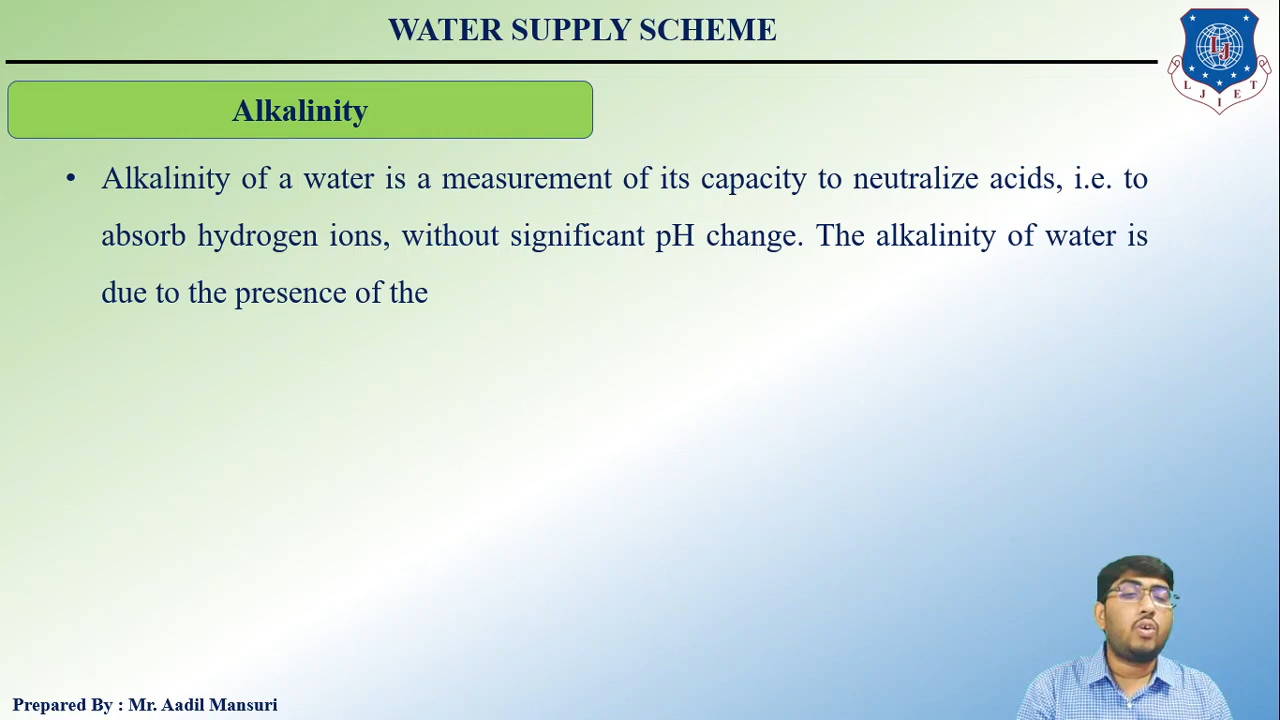 WATER SUPPLY SCHEME
LJ
L J I E T
Alkalinity
• Alkalinity of a water is a measurement of its capacity to neutralize acids, i.e. to
absorb hydrogen ions, without significant pH change. The alkalinity of water is
due to the presence of the
Prepared By : Mr. Aadil Mansuri